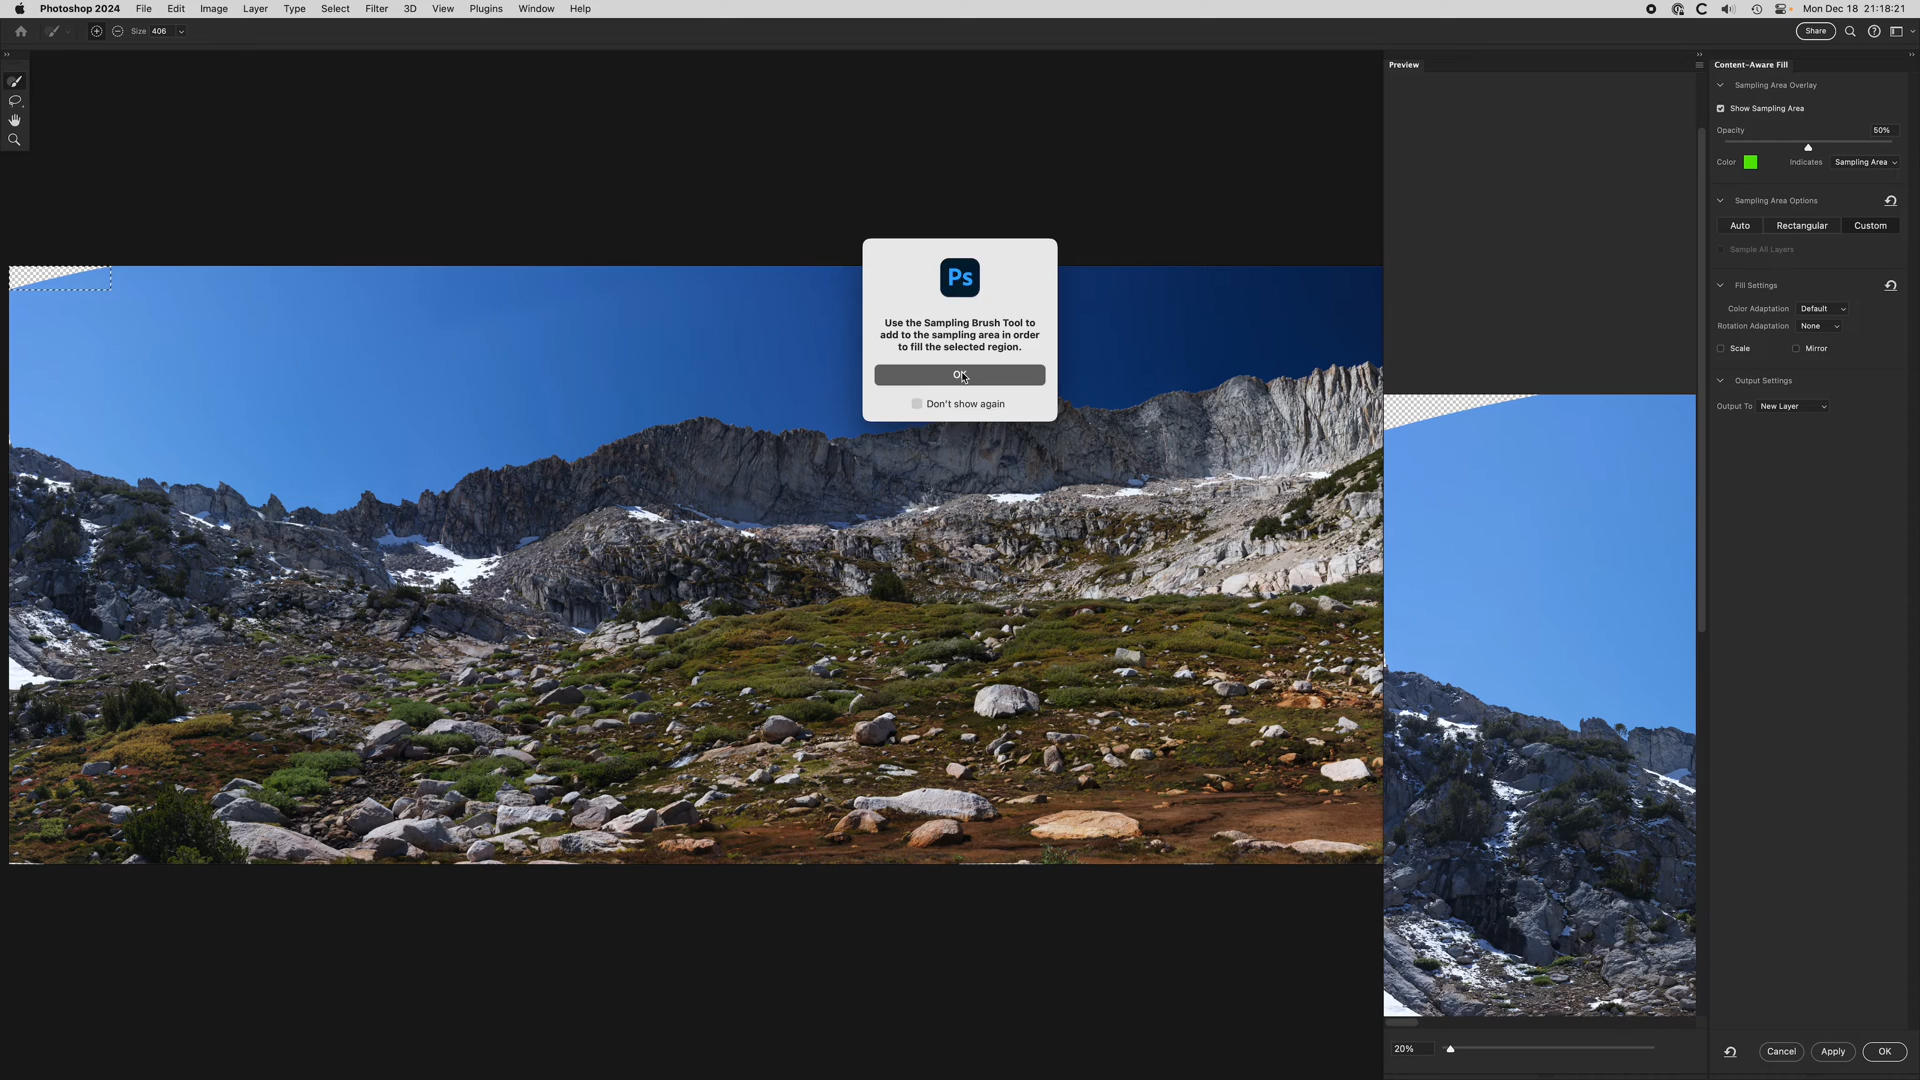 Photoshop 2024 File Edit Image Layer Type Select Filter 3D View Plugins Window Help Mon Dec 18 21:18:21
Size 406 Share
Preview
Content-Aware Fill
Sampling Area Overlay
Show Sampling Area
Opacity 50%
Color Indicates Sampling Area
Sampling Area Options
Auto Rectangular Custom
Sample All Layers
Fill Settings
Color Adaptation Default
Rotation Adaptation None
Scale Mirror
Output Settings
Output To New Layer
Ps
Use the Sampling Brush Tool to
add to the sampling area in order
to fill the selected region.
OK
Don't show again
20%
Cancel Apply OK